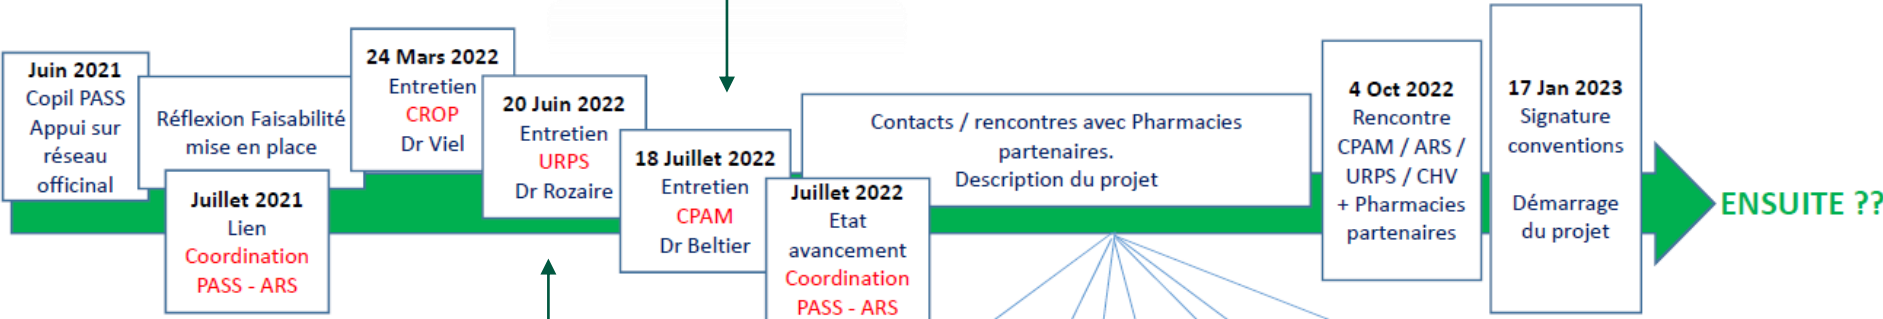 Juin 2021
Copil PASS
Appui sur
réseau
officinal
Réflexion Faisabilité
mise en place
Juillet 2021
Lien
Coordination
PASS - ARS
24 Mars 2022
Entretien
CROP
Dr Viel
20 Juin 2022
Entretien
URPS
Dr Rozaire
18 Juillet 2022
Entretien
CPAM
Dr Beltier
Juillet 2022
Etat
avancement
Coordination
PASS - ARS
Contacts / rencontres avec Pharmacies
partenaires.
Description du projet
4 Oct 2022
Rencontre
CPAM / ARS /
URPS / CHV
+ Pharmacies
partenaires
17 Jan 2023
Signature
conventions
Démarrage
du projet
ENSUITE ??